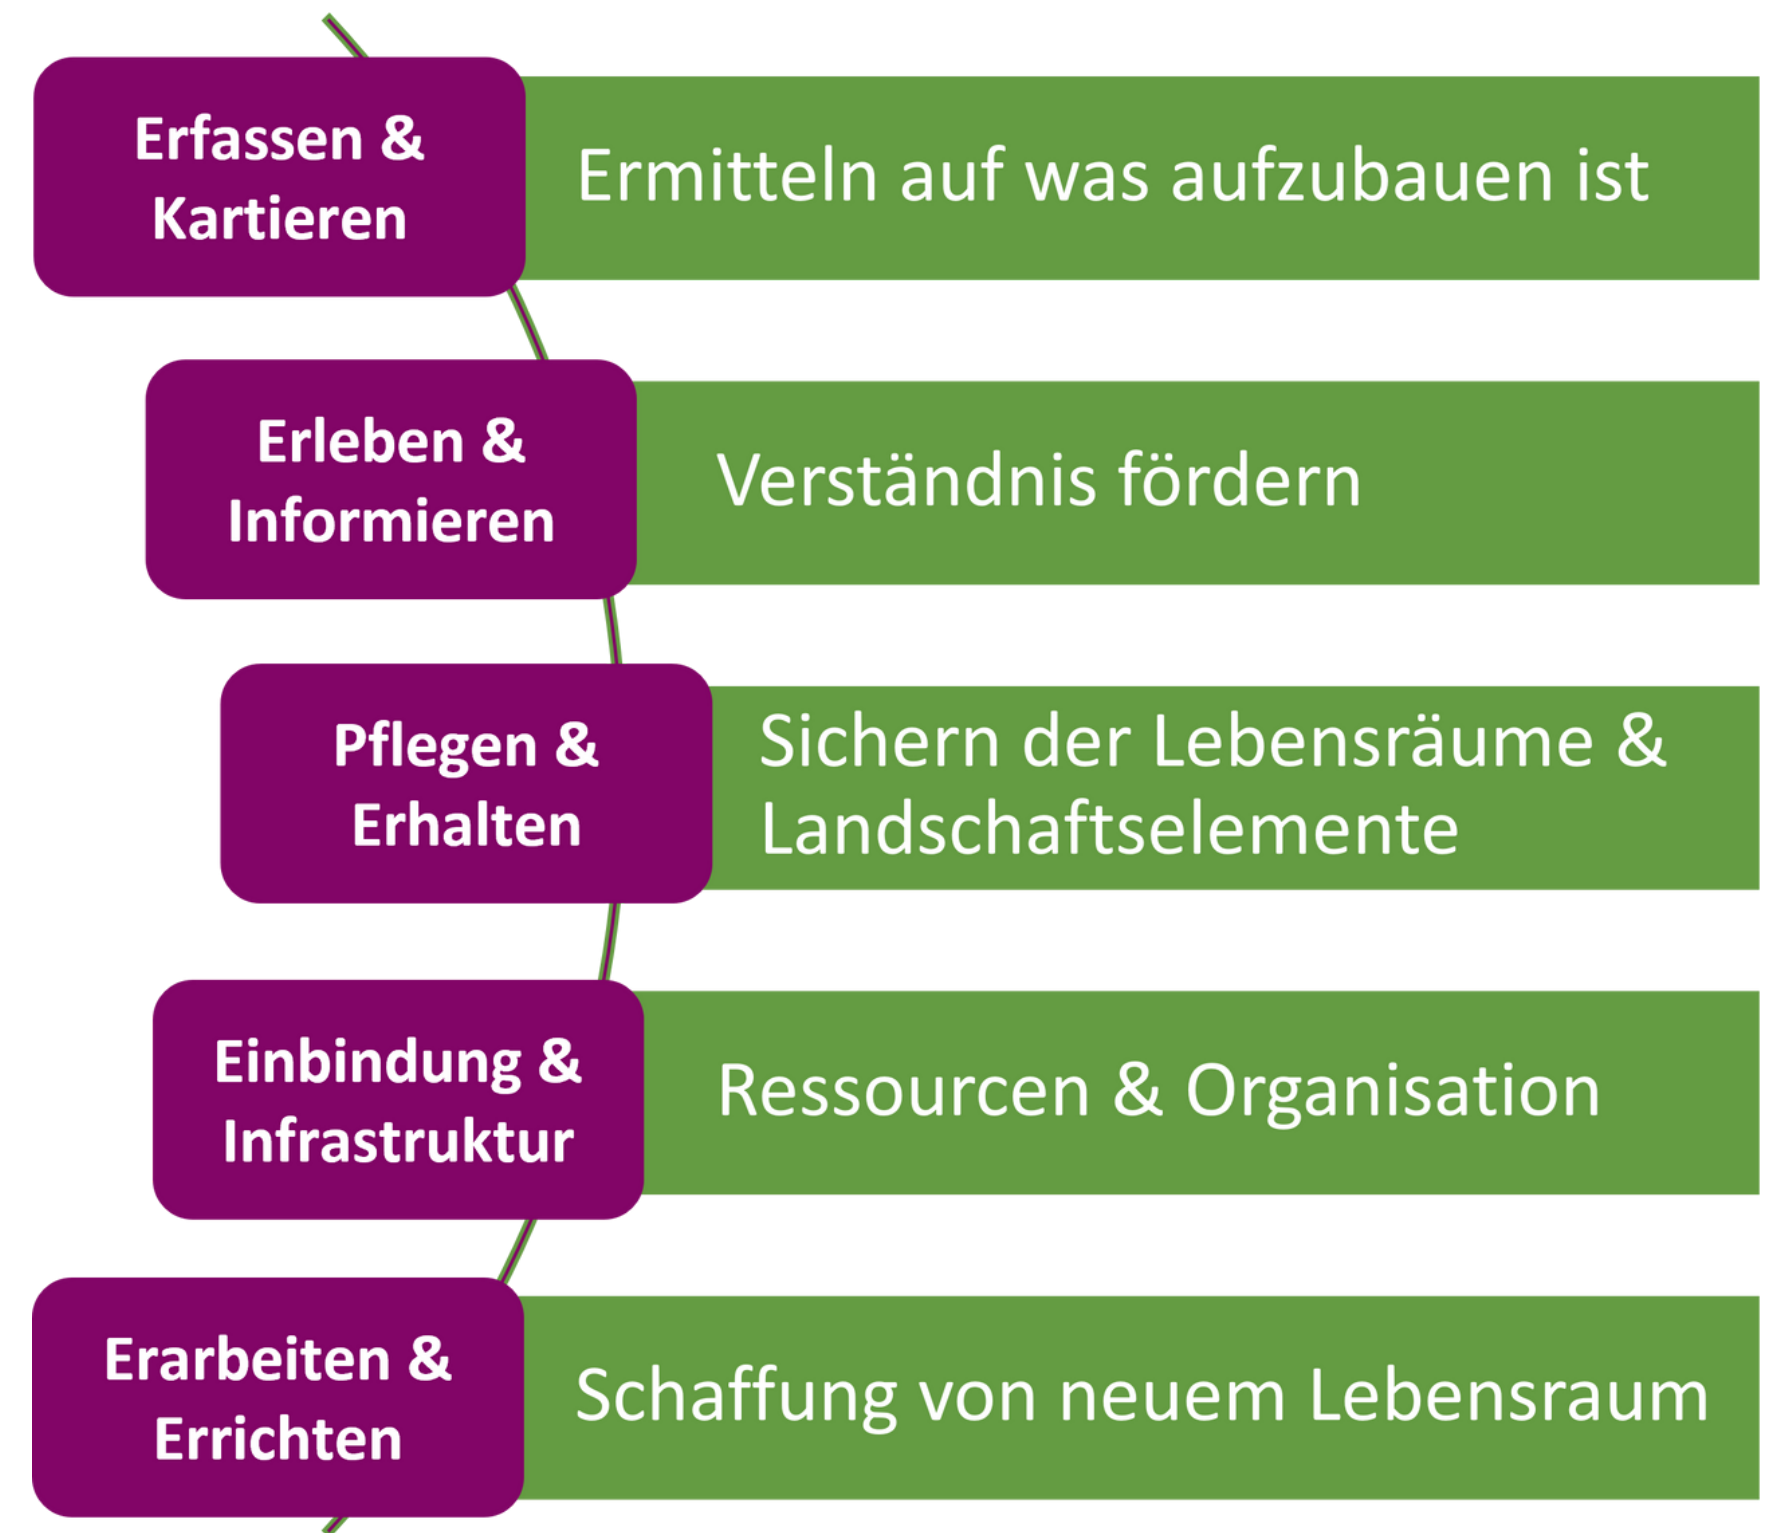 Erfassen &
Kartieren
Ermitteln auf was aufzubauen ist
Erleben &
Informieren
Verständnis fördern
Pflegen &
Erhalten
Sichern der Lebensräume &
Landschaftselemente
Einbindung &
Infrastruktur
Ressourcen & Organisation
Erarbeiten &
Errichten
Schaffung von neuem Lebensraum